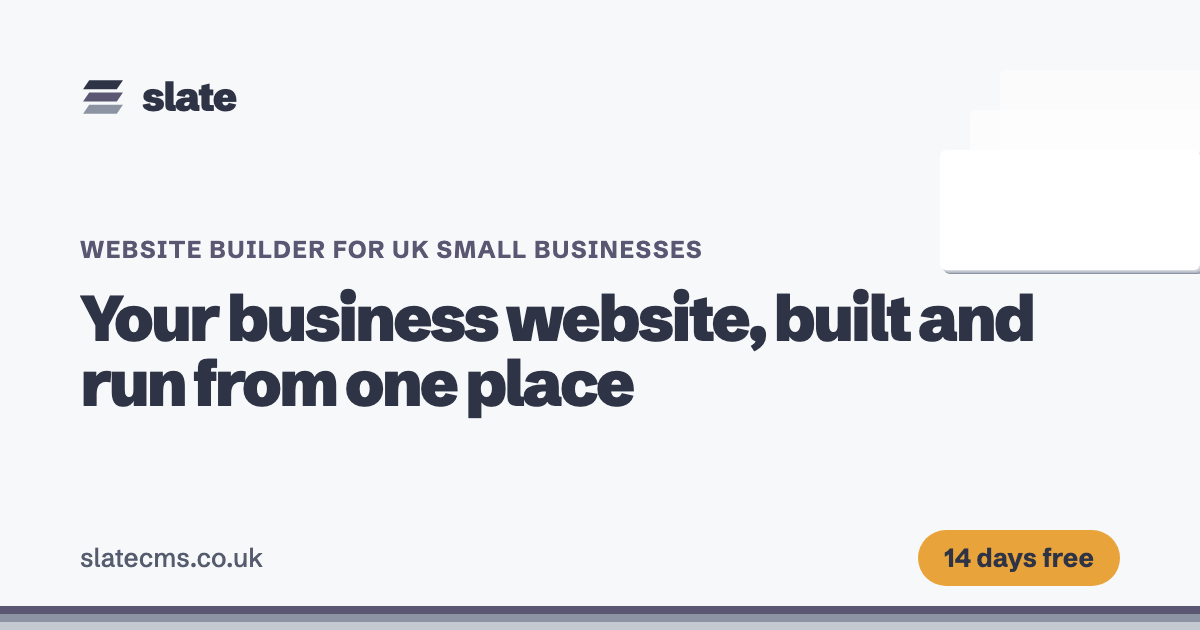 slate
WEBSITE BUILDER FOR UK SMALL BUSINESSES
Your business website, built and
run from one place
slatecms.co.uk
14 days free